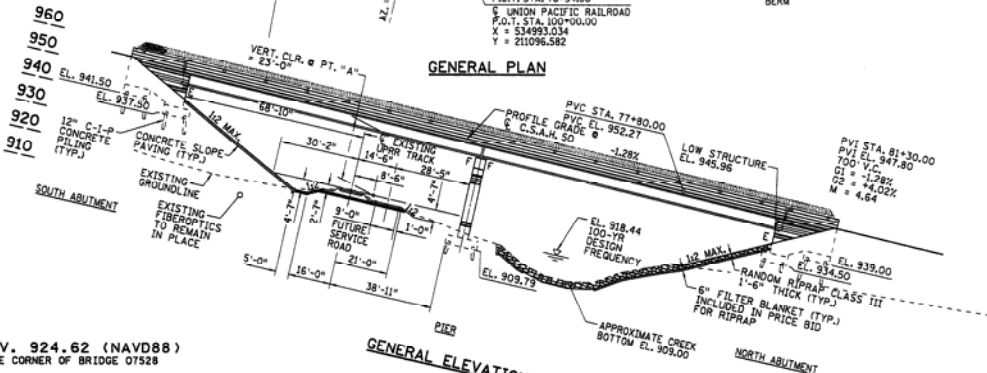 P.O.T. STA. 100+00.00
℄ UNION PACIFIC RAILROAD
X = 534993.034
Y = 211096.582
BERM
GENERAL PLAN
960
950
940
930
920
910
VERT. CLR. @ PT. "A"
= 23'-0"
EL. 941.50
EL. 937.50
12" C-I-P
CONCRETE
PILING
(TYP.)
CONCRETE SLOPE
PAVING (TYP.)
1:2 MAX.
68'-10"
EXISTING
GROUNDLINE
EXISTING
FIBEROPTICS
TO REMAIN
IN PLACE
SOUTH ABUTMENT
30'-2"
℄ EXISTING
UPRR TRACK
14'-6"
28'-5"
8'-6"
4'-7"
F
F
E
9'-0"
FUTURE
SERVICE
ROAD
1'-0"
1:2
4'-7"
2'-7"
5'-0"
16'-0"
21'-0"
38'-11"
PROFILE GRADE @
℄ C.S.A.H. 50
-1.28%
PVC STA. 77+80.00
PVC EL. 952.27
LOW STRUCTURE
EL. 945.96
PVI STA. 81+30.00
PVI EL. 947.80
700' V.C.
G1 = -1.28%
G2 = +4.02%
M = 4.64
EL. 918.44
100-YR
DESIGN
FREQUENCY
EL. 909.79
1:2 MAX.
E
EL. 939.00
EL. 934.50
RANDOM RIPRAP CLASS III
1'-6" THICK (TYP.)
6" FILTER BLANKET (TYP.)
INCLUDED IN PRICE BID
FOR RIPRAP
PIER
APPROXIMATE CREEK
BOTTOM EL. 909.00
NORTH ABUTMENT
GENERAL ELEVATION
V. 924.62 (NAVD88)
E CORNER OF BRIDGE 07528